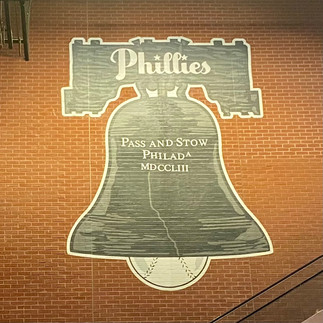 Phillies
PASS AND STOW
PHILADᴬ
MDCCLIII